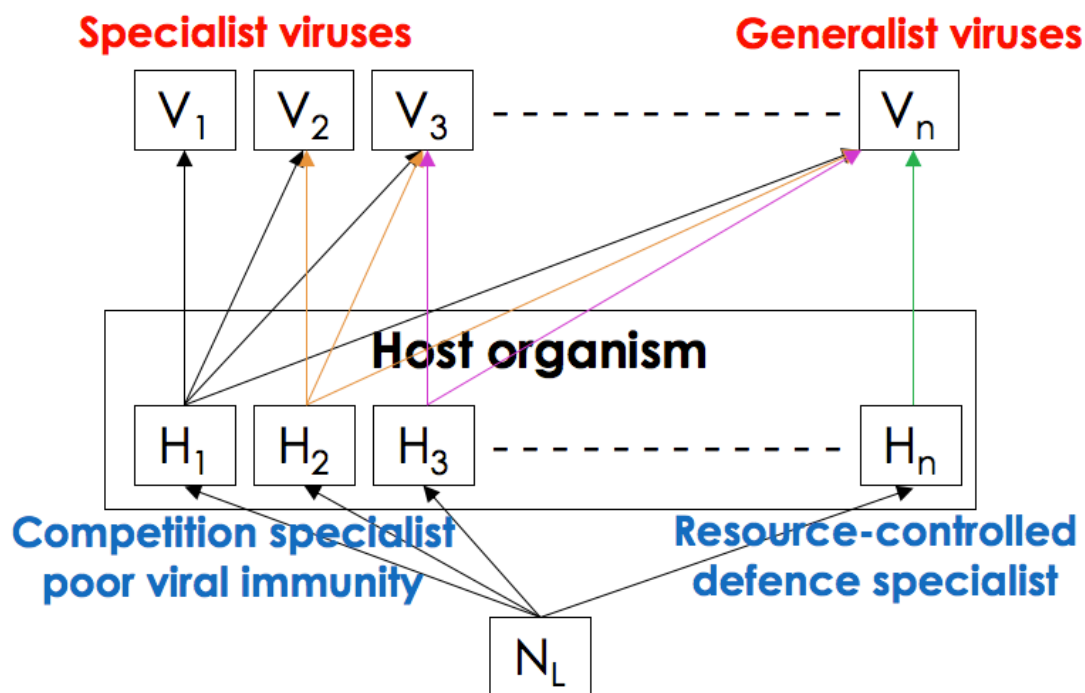 Specialist viruses
Generalist viruses
V1
V2
V3
Vn
Host organism
H1
H2
H3
Hn
Competition specialist
poor viral immunity
Resource-controlled
defence specialist
NL